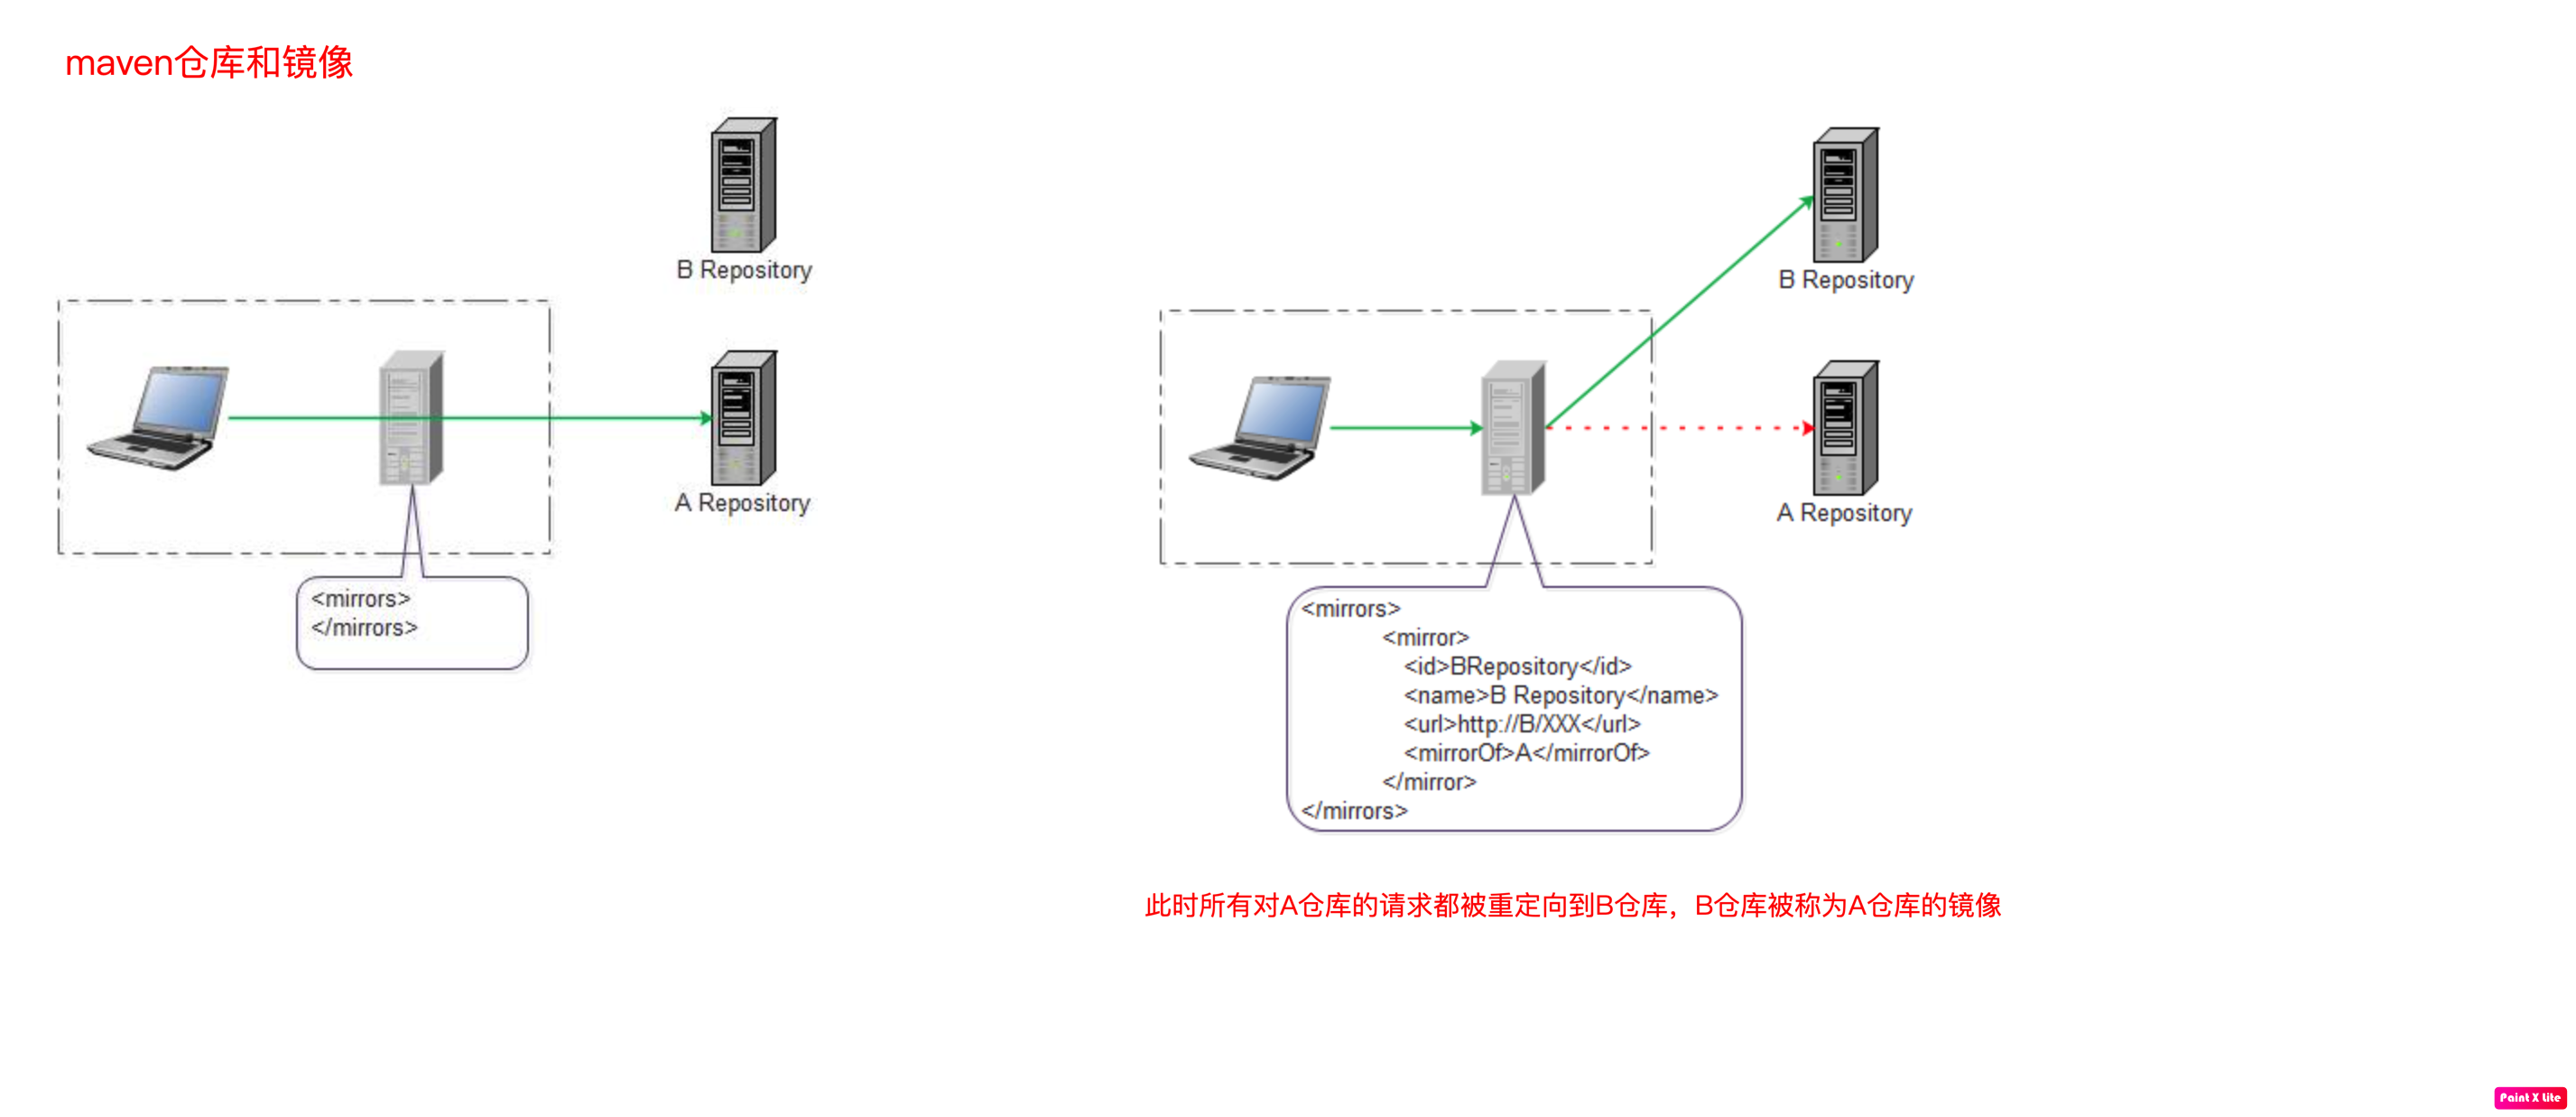 maven仓库和镜像
B Repository
A Repository
<mirrors>
</mirrors>
B Repository
A Repository
<mirrors>
<mirror>
<id>BRepository</id>
<name>B Repository</name>
<url>http://B/XXX</url>
<mirrorOf>A</mirrorOf>
</mirror>
</mirrors>
此时所有对A仓库的请求都被重定向到B仓库，B仓库被称为A仓库的镜像
Paint X Lite